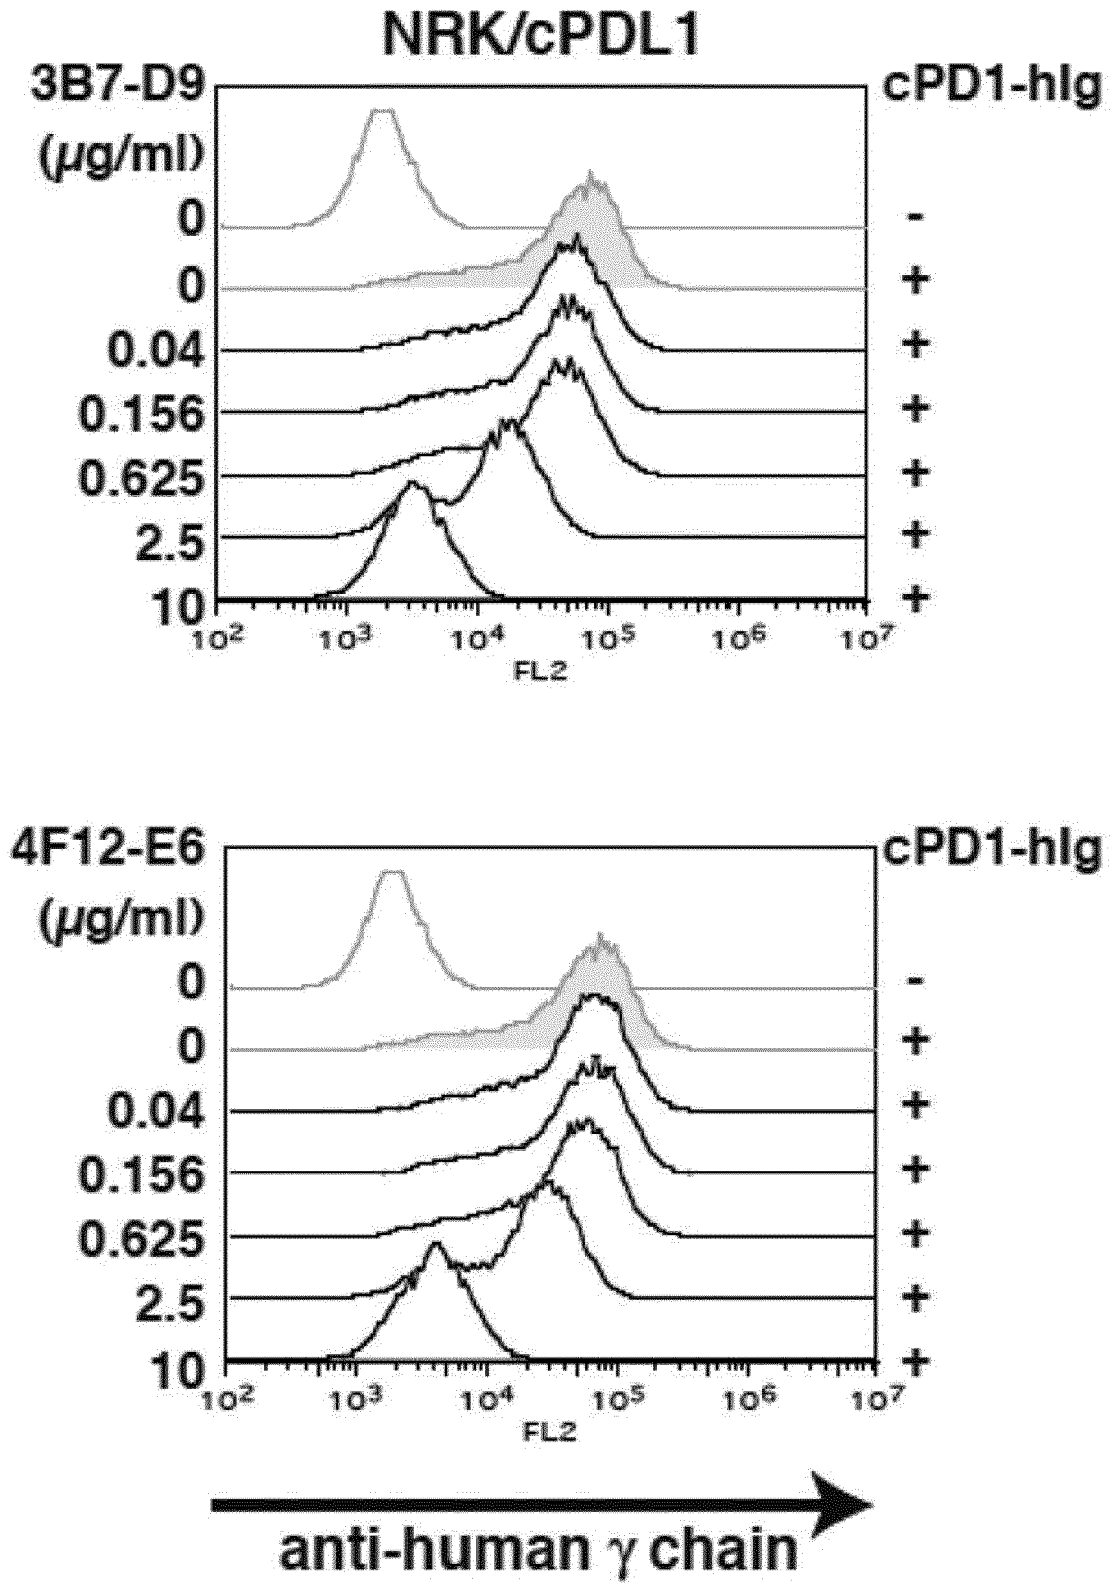 NRK/cPDL1
3B7-D9 cPD1-hIg
(µg/ml)
0 -
0 +
0.04 +
0.156 +
0.625 +
2.5 +
10 +
10² 10³ 10⁴ 10⁵ 10⁶ 10⁷
FL2
4F12-E6 cPD1-hIg
(µg/ml)
0 -
0 +
0.04 +
0.156 +
0.625 +
2.5 +
10 +
10² 10³ 10⁴ 10⁵ 10⁶ 10⁷
FL2
anti-human γ chain